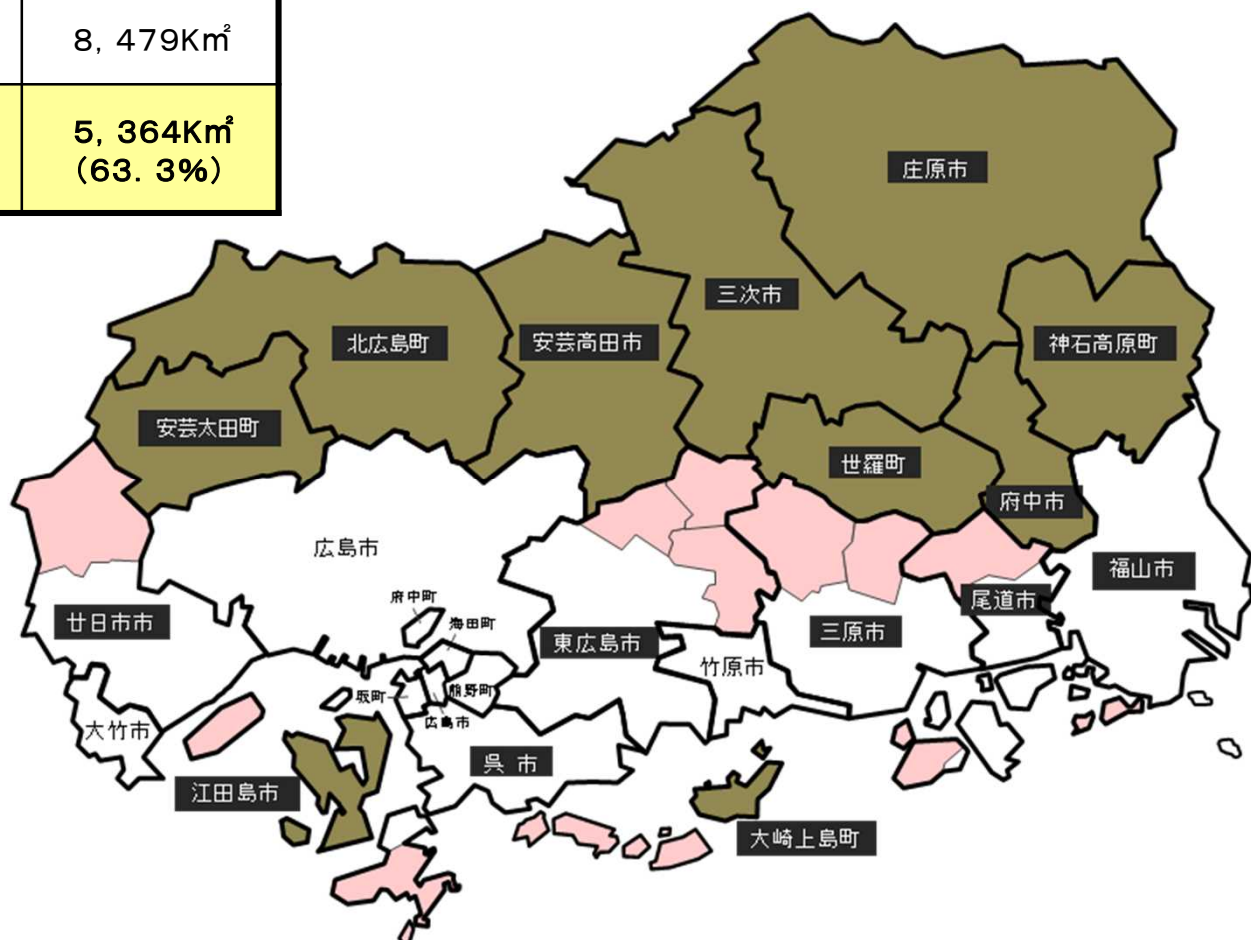 8, 479K㎡
5, 364K㎡
(63. 3%)
庄原市
三次市
北広島町
安芸高田市
神石高原町
安芸太田町
世羅町
府中市
広島市
福山市
府中町
尾道市
廿日市市
海田町
三原市
東広島市
竹原市
坂町
熊野町
広島市
大竹市
呉 市
江田島市
大崎上島町